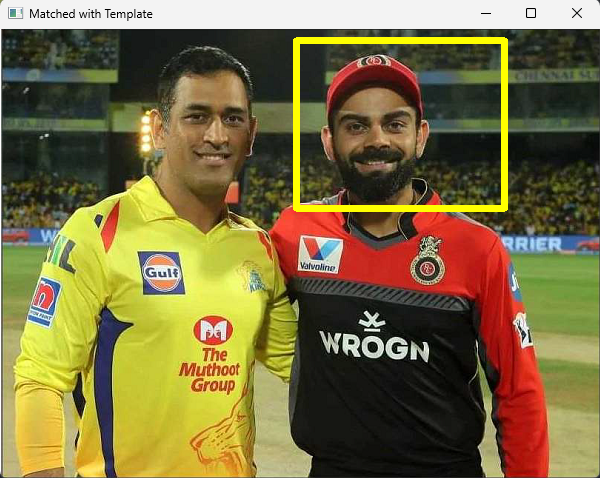 Matched with Template
CHENNAI SU
Gulf
Valvoline
The
Muthoot
Group
WROGN
RRIER